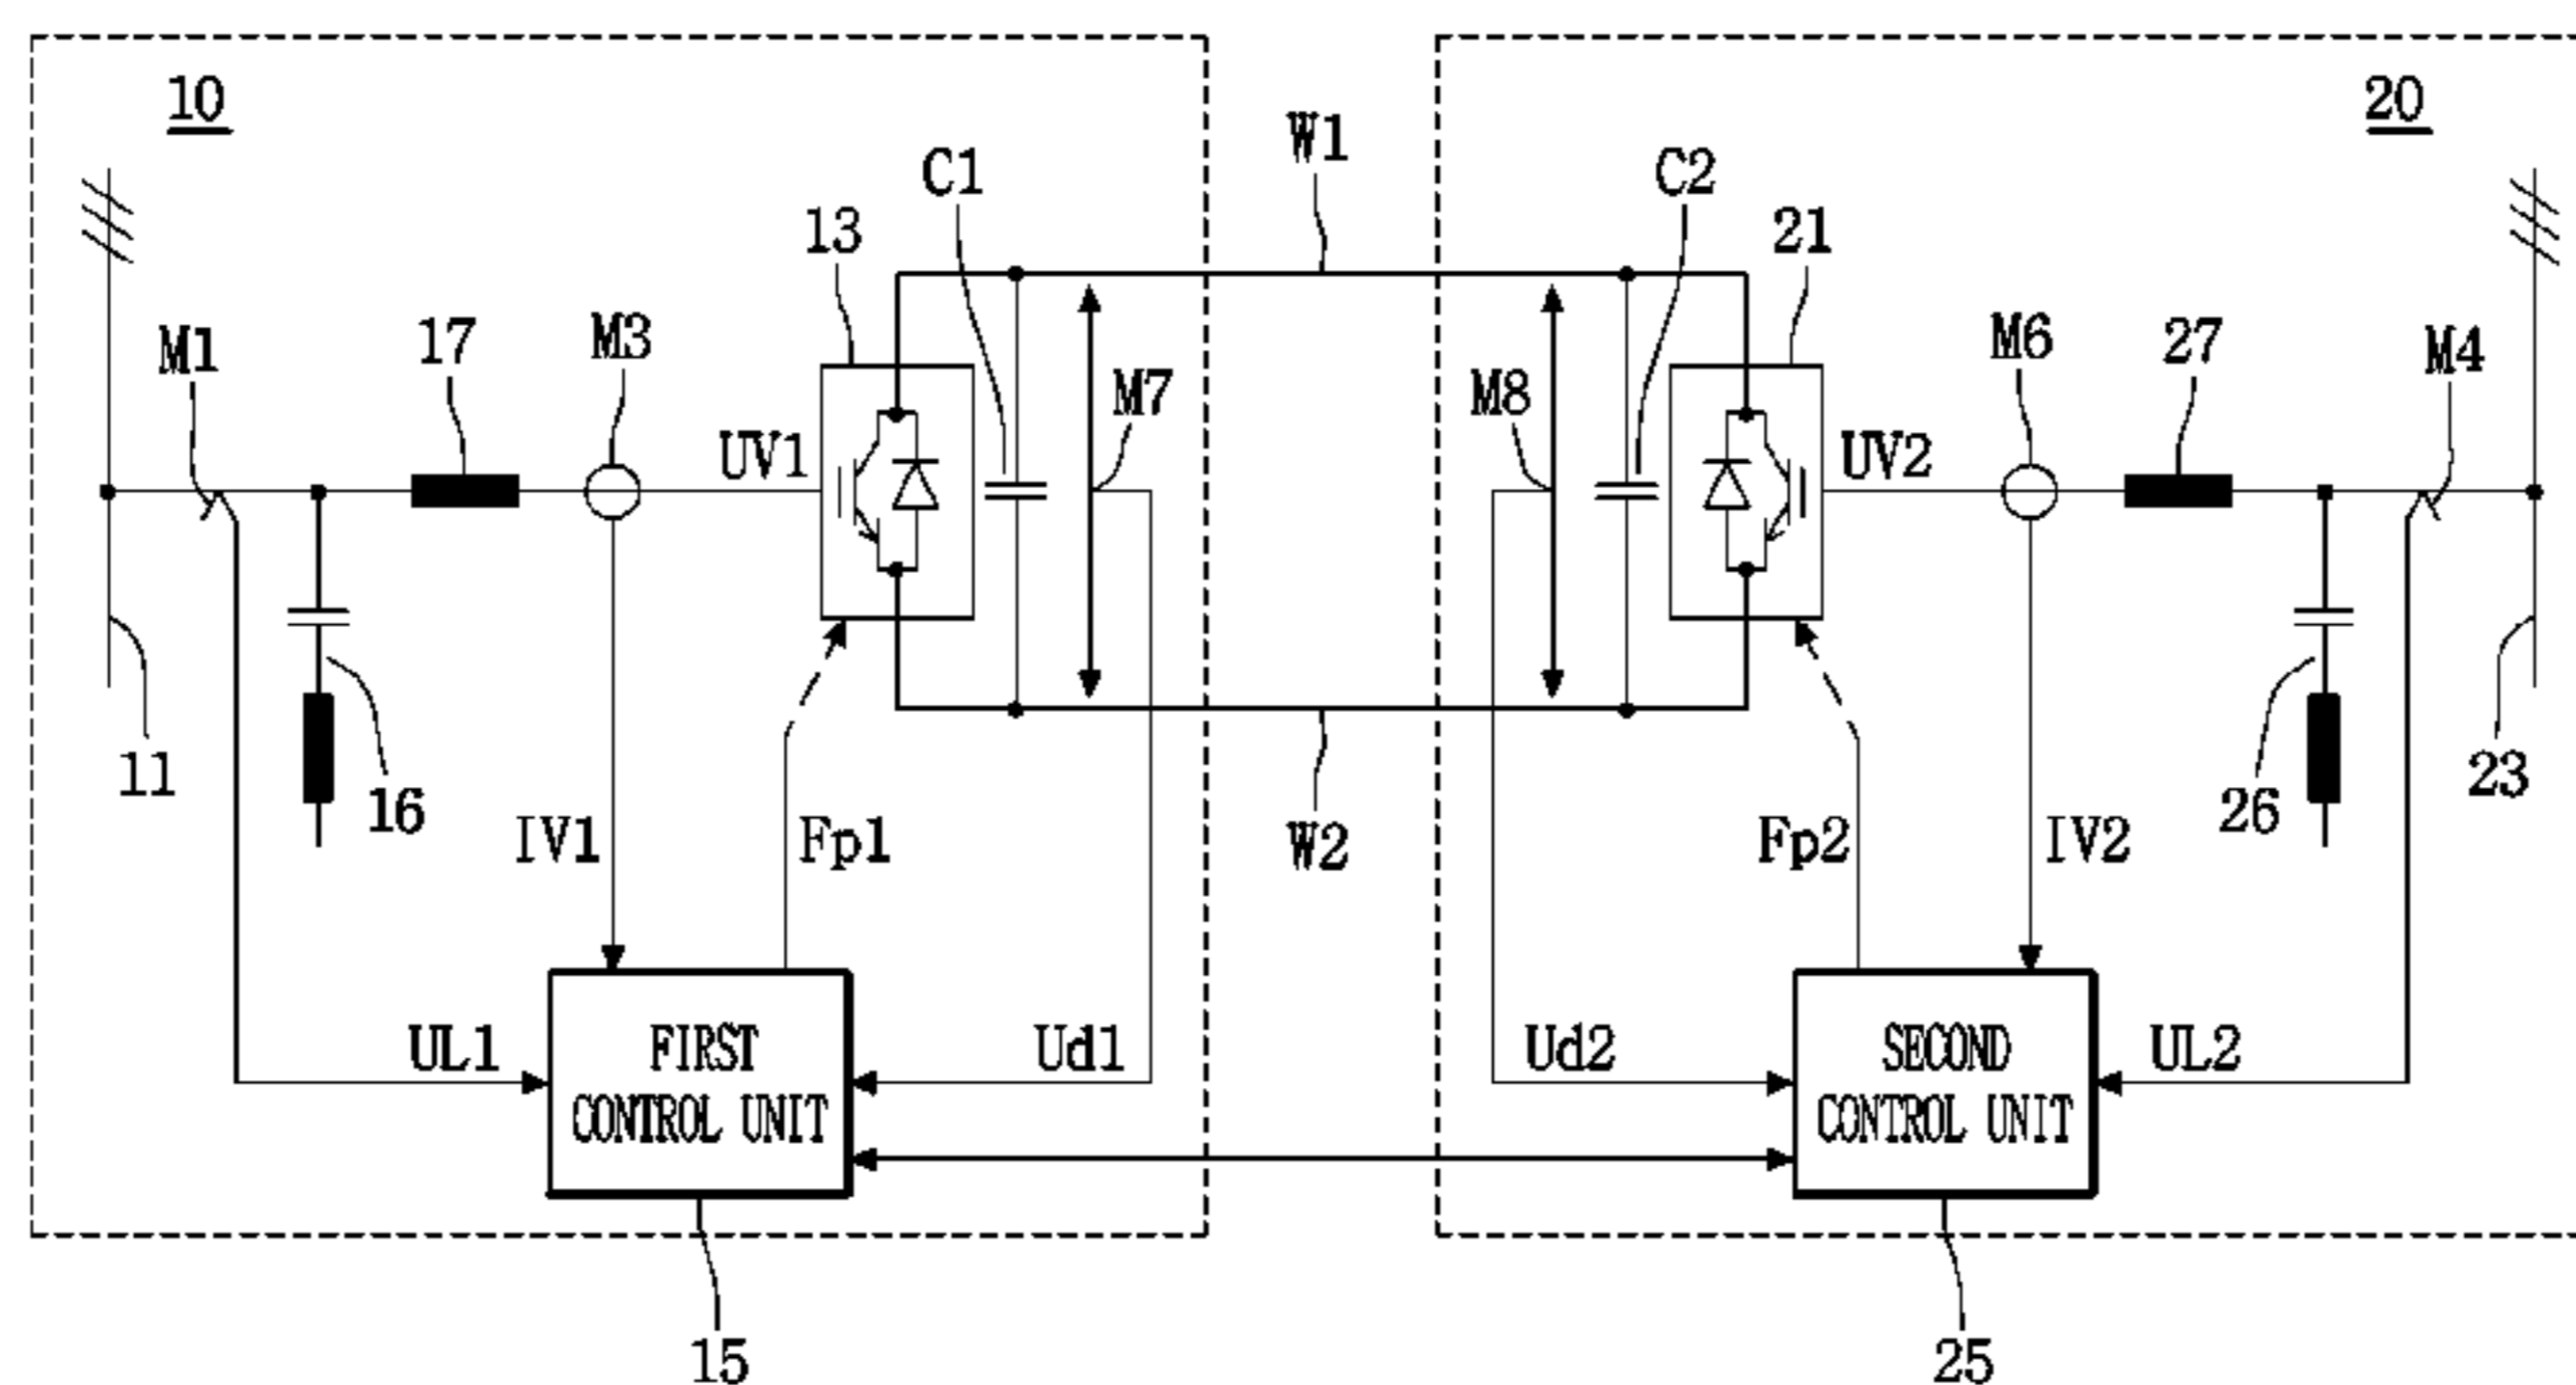 10
20
W1
C1
C2
13
21
M1
17
M3
M6
27
M4
M7
M8
UV1
UV2
11
16
IV1
Fp1
W2
Fp2
IV2
26
23
UL1
FIRST
CONTROL UNIT
Ud1
Ud2
SECOND
CONTROL UNIT
UL2
15
25